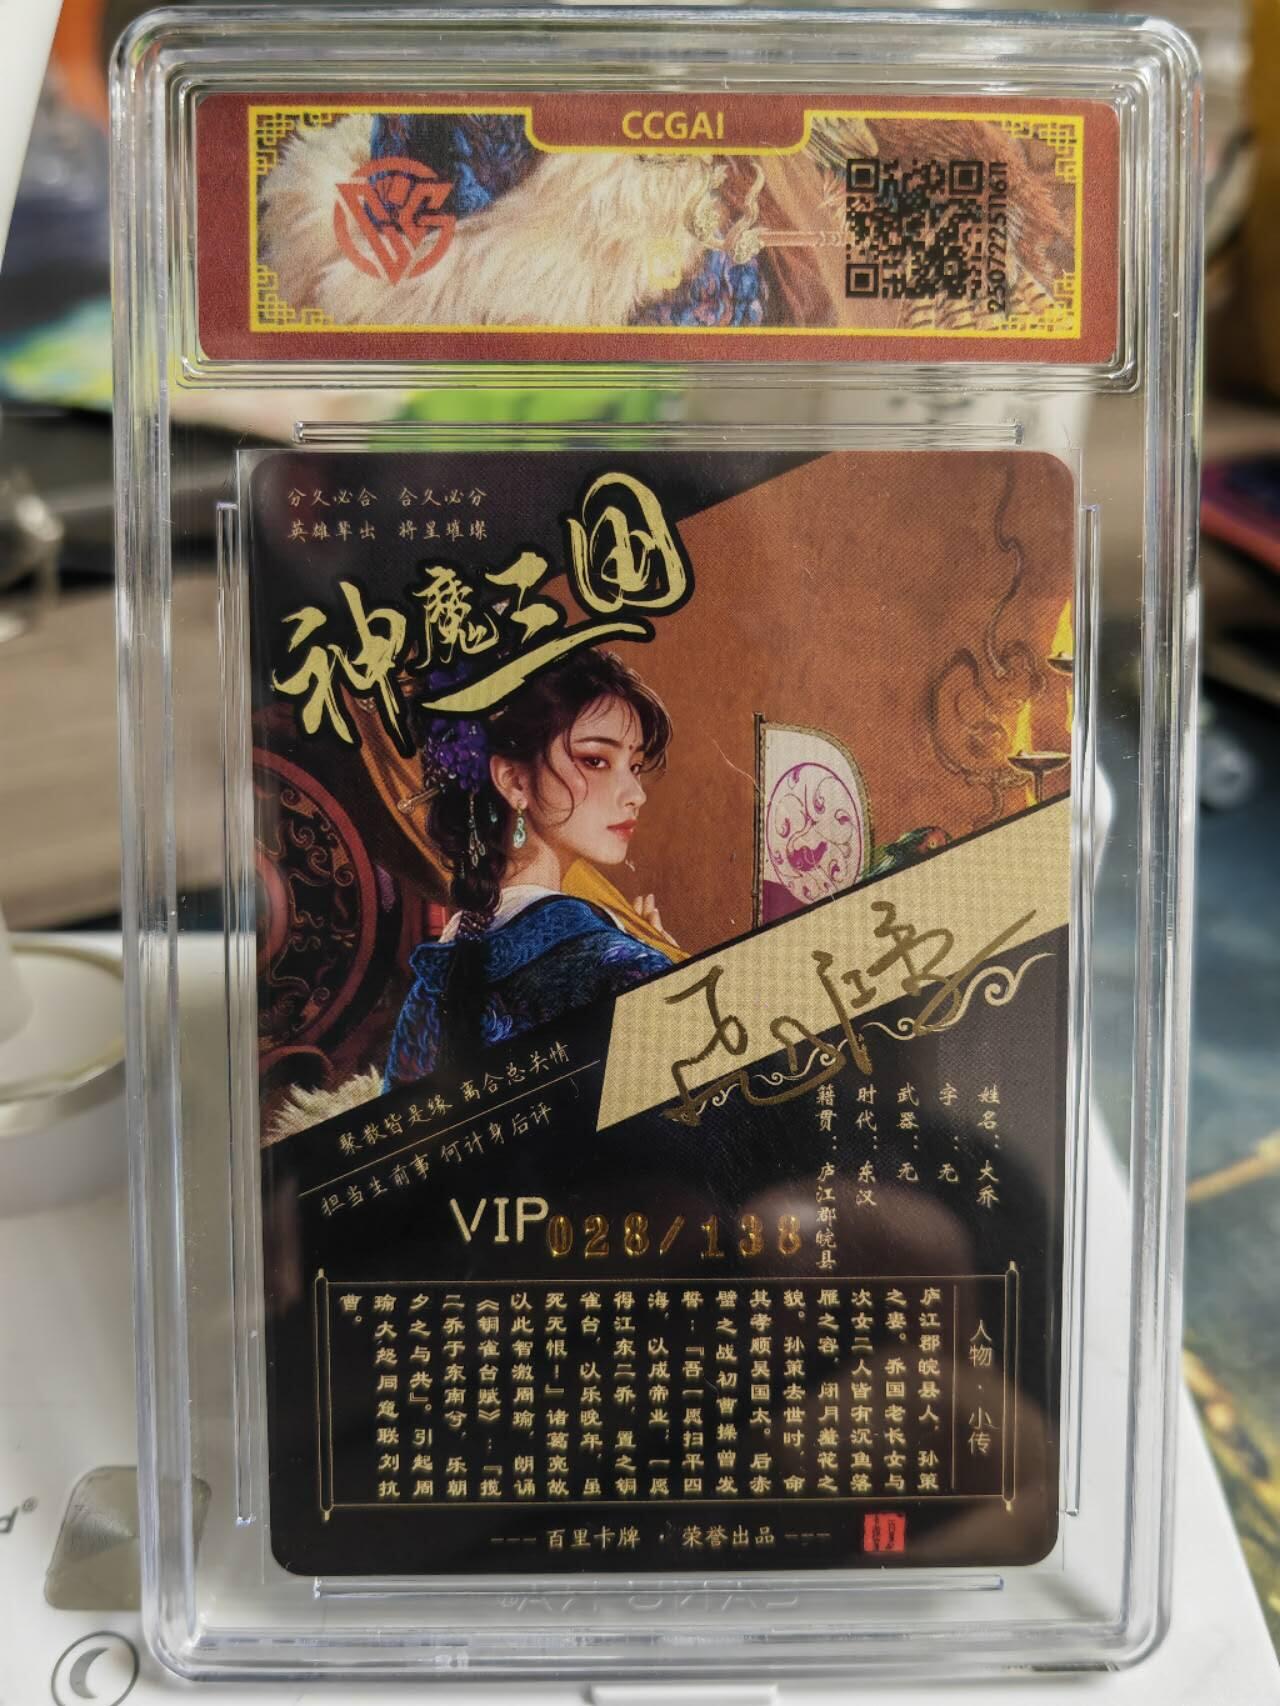 CCGAI
250722511611
分久必合 合久必分
英雄辈出 将星璀璨
神魔三国
聚散皆是缘 离合总关情
担当生前事 何计身后评
姓名：大乔
字：无
武器：无
时代：东汉
籍贯：庐江郡皖县
VIP028/138
人物·小传
庐江郡皖县人，孙策
之妻。乔国老长女与
次女二人皆有沉鱼落
雁之容，闭月羞花之
貌。孙策去世时，命
其孝顺吴国太。后赤
壁之战初曹操曾发
誓：『吾一愿扫平四
海，以成帝业；一愿
得江东二乔，置之铜
雀台，以乐晚年，虽
死无恨！』诸葛亮故
以此智激周瑜，朗诵
《铜雀台赋》：『揽
二乔于东南兮，乐朝
夕之与共』。引起周
瑜大怒同意联刘抗
曹。
--- 百里卡牌 · 荣誉出品 ---